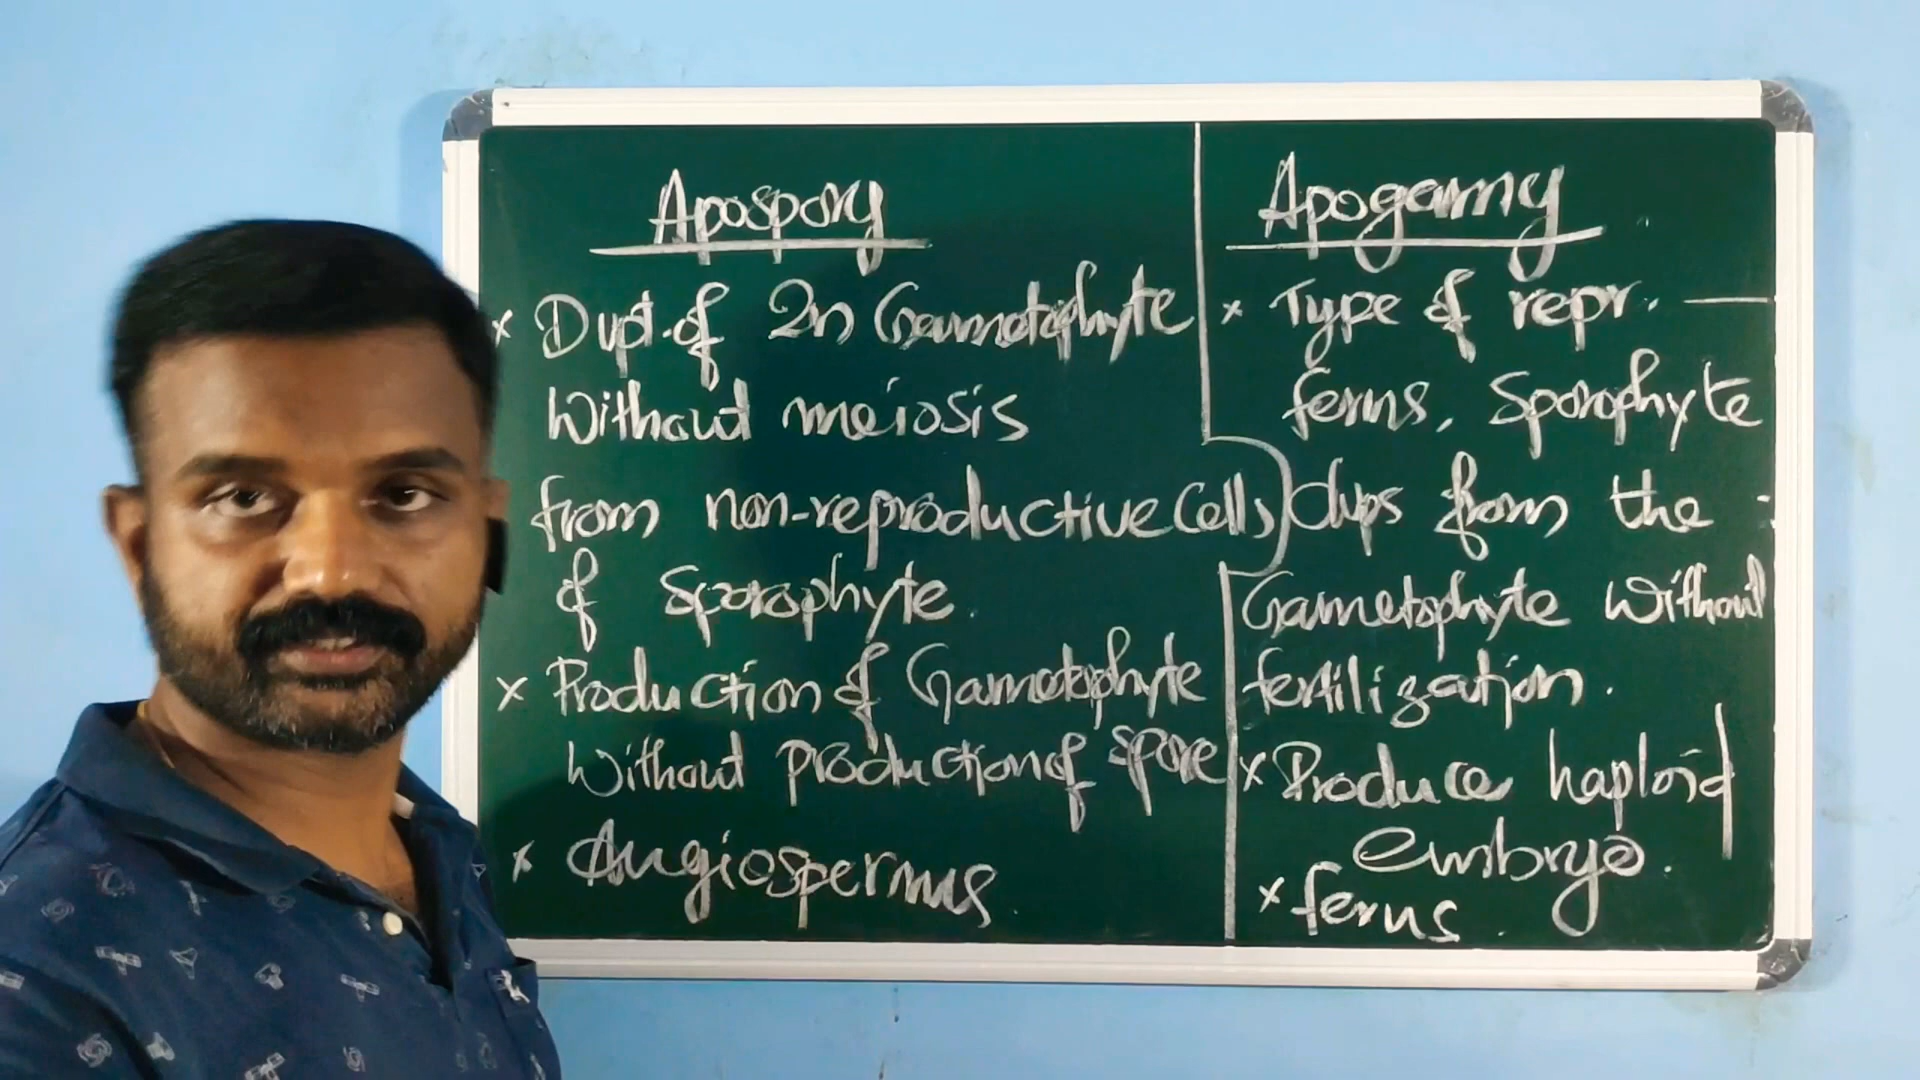 Apospory
× Dvpt. of 2n Gametophyte
Without meiosis
from non-reproductive Cells
of Sporophyte.
× Production of Gametophyte
Without production of spore
× Angiosperms.
Apogamy
× Type of repr. —
ferns, Sporophyte
dvps from the
Gametophyte Without
fertilization.
× Produce haploid
embryo.
× ferns.